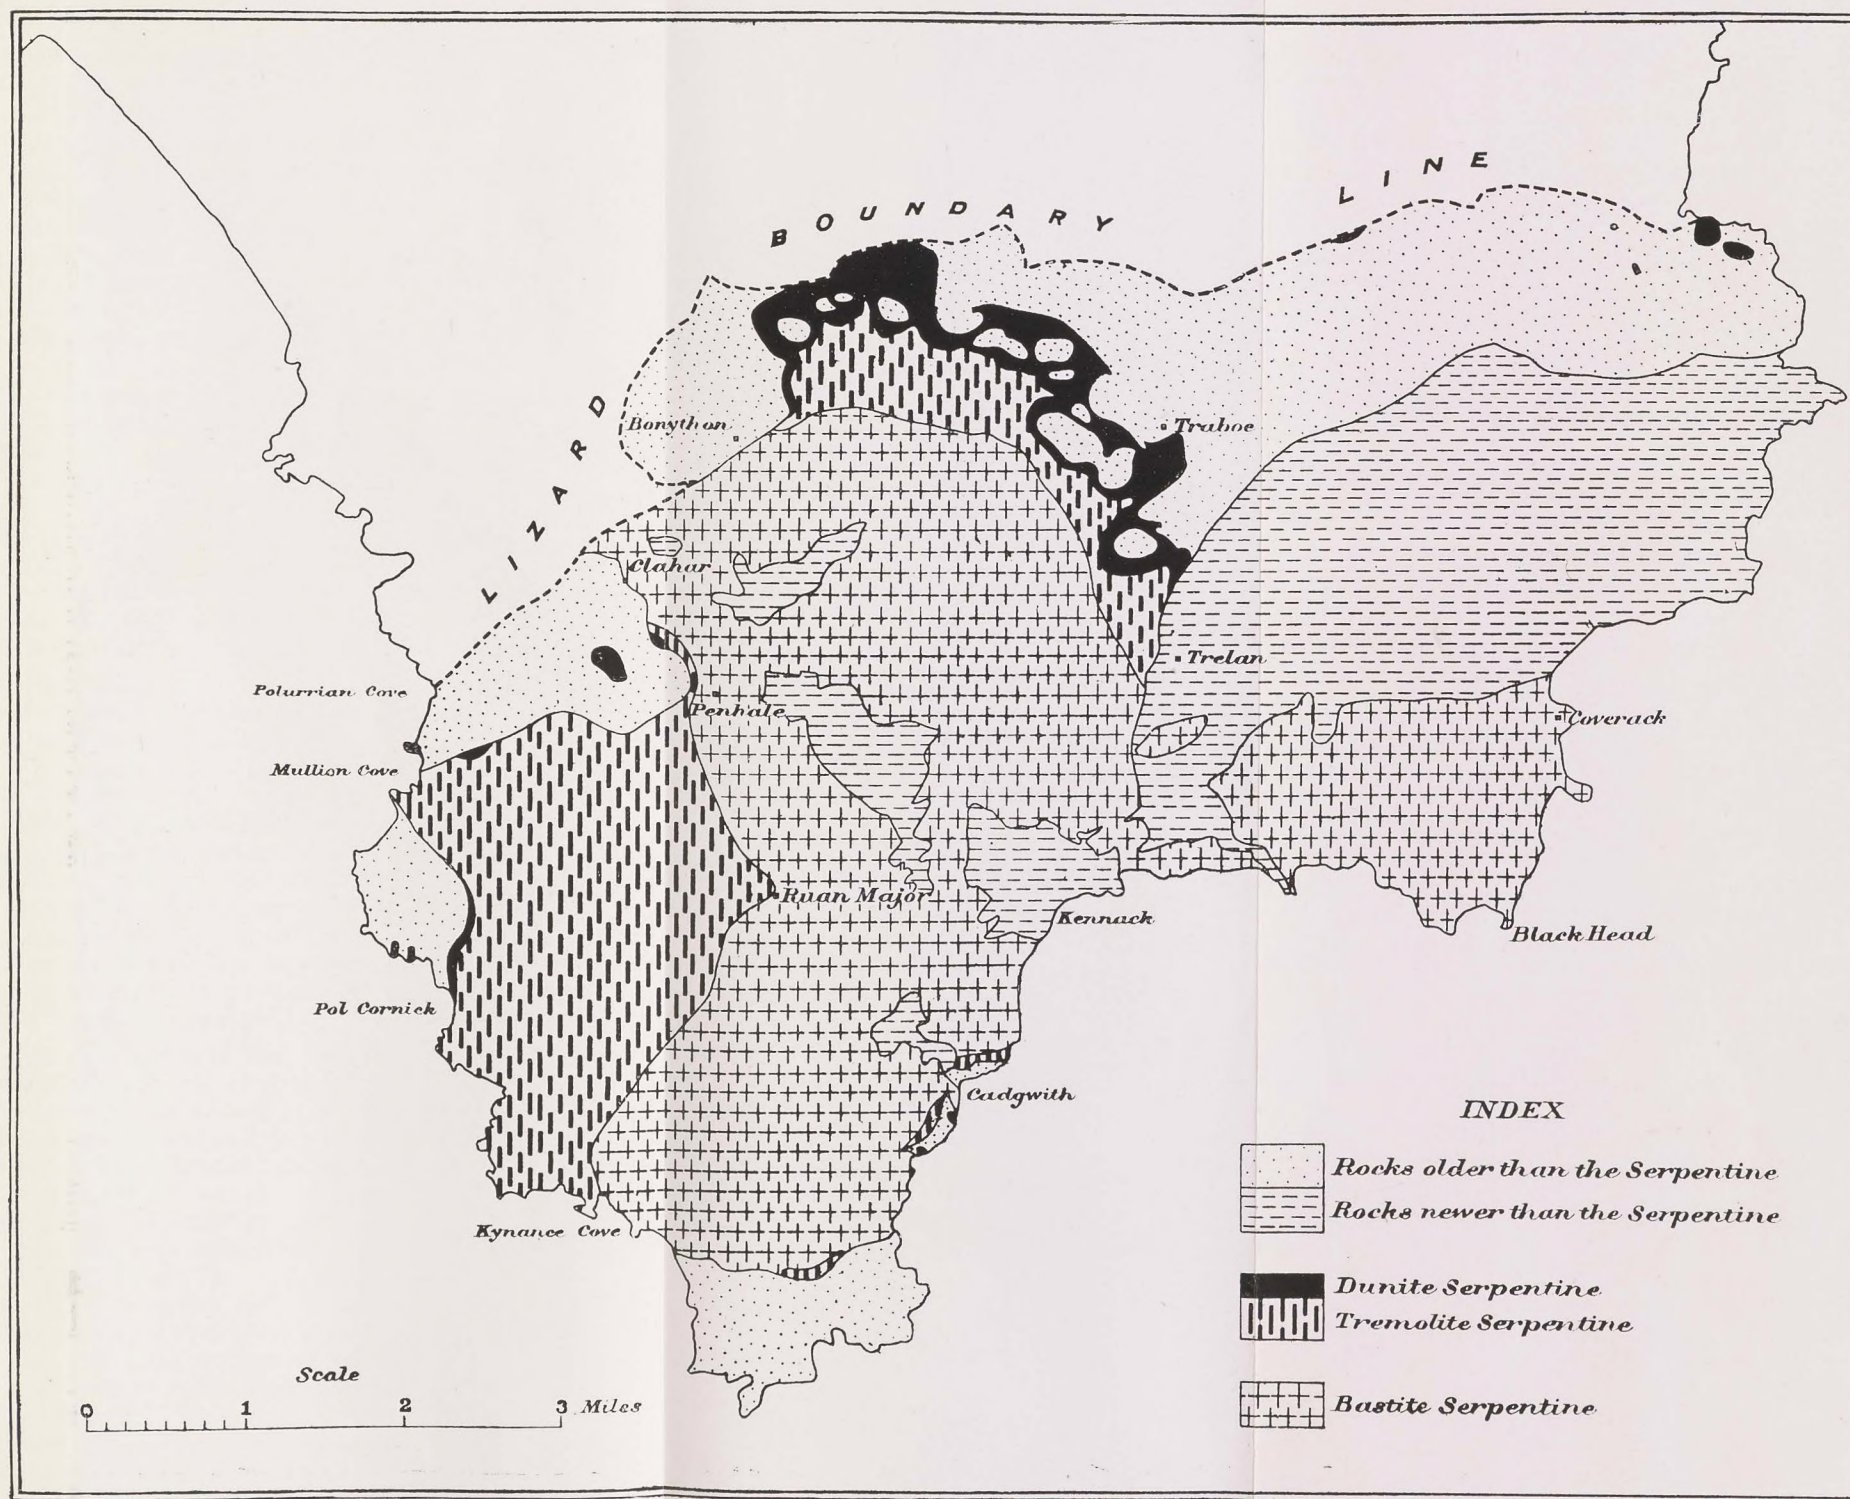 LIZARD BOUNDARY LINE
Bonython
Traboe
Clahar
Trelan
Polurrian Cove
Penhale
Coverack
Mullion Cove
Ruan Major
Kennack
Black Head
Pol Cornick
Cadgwith
Kynance Cove
INDEX
Rocks older than the Serpentine
Rocks newer than the Serpentine
Dunite Serpentine
Tremolite Serpentine
Bastite Serpentine
Scale
0 1 2 3 Miles